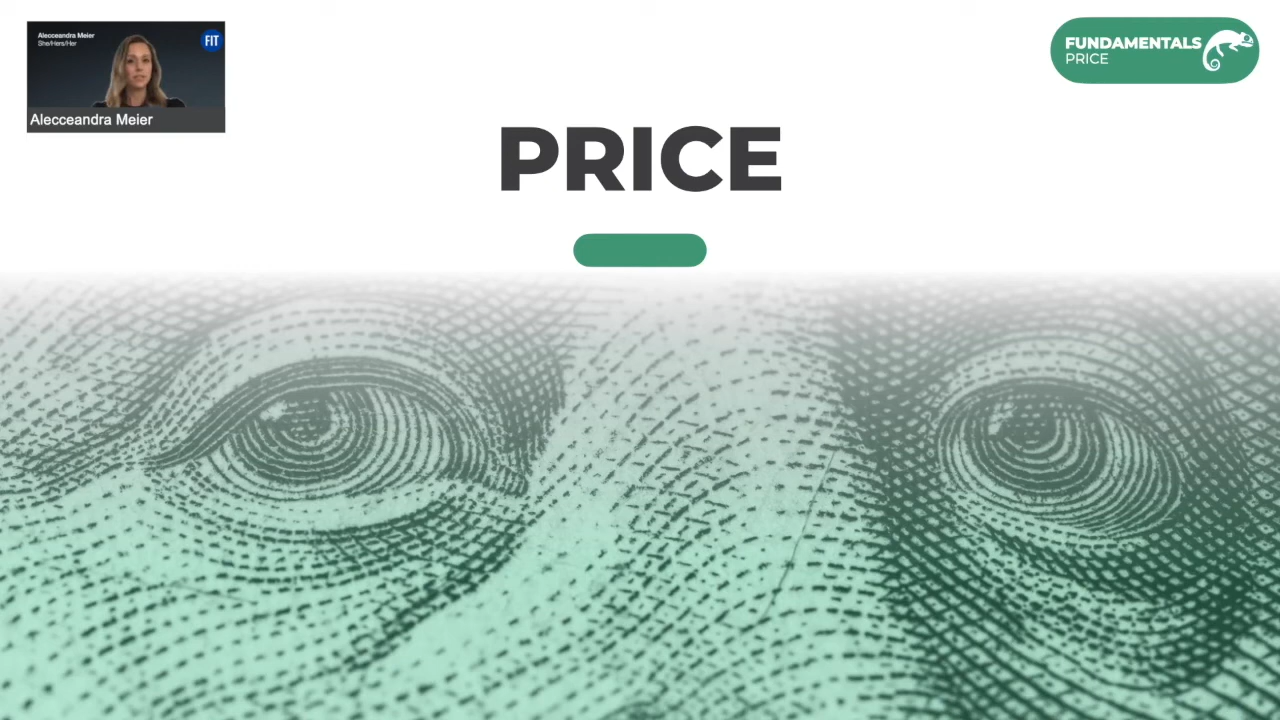 Alecceandra Meier
She/Hers/Her
FIT
Alecceandra Meier
FUNDAMENTALS
PRICE
PRICE